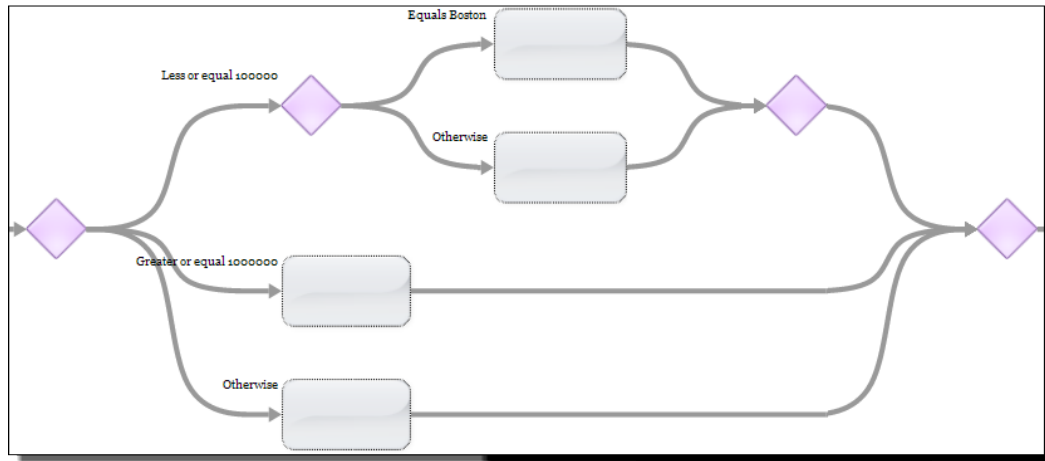 Equals Boston
Less or equal 100000
Otherwise
Greater or equal 1000000
Otherwise